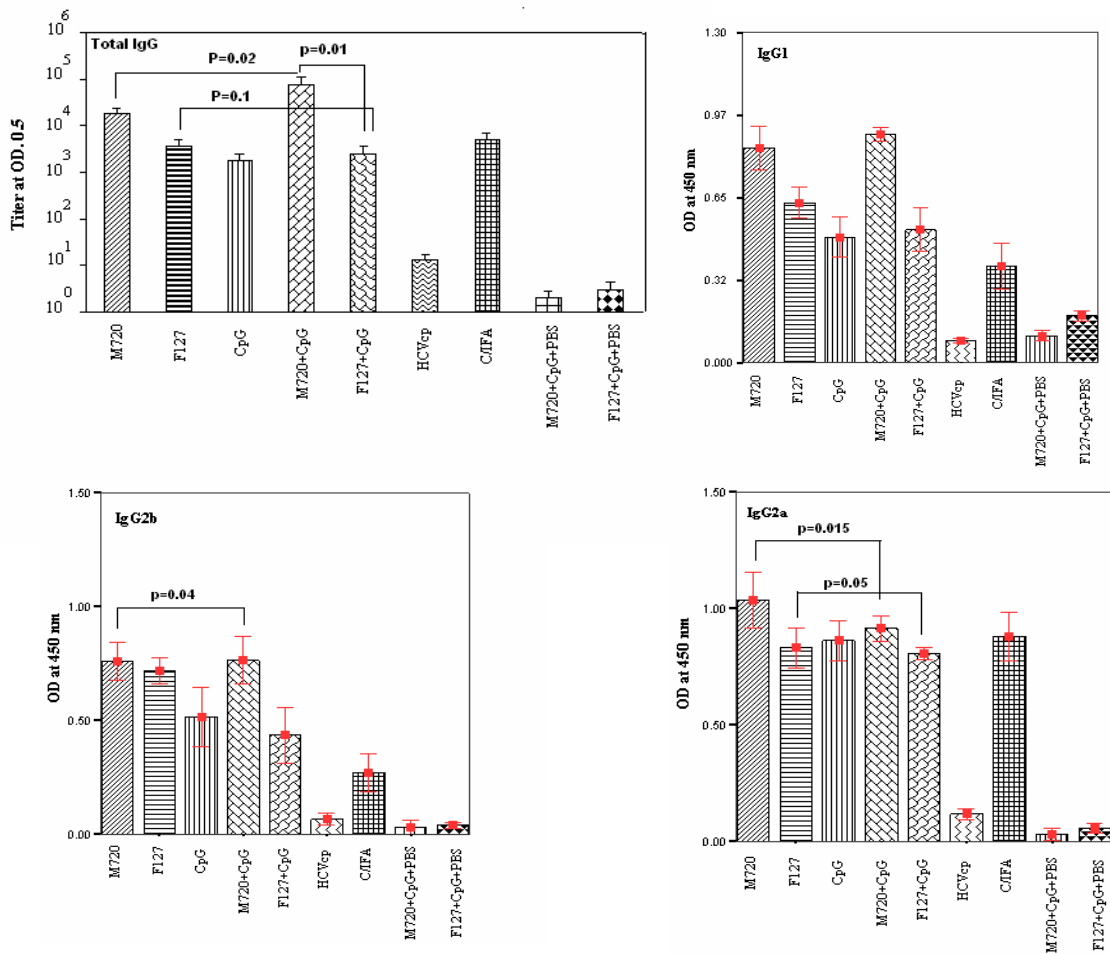 Total IgG
P=0.02
p=0.01
P=0.1
Titer at OD. 0.5
10^6
10^5
10^4
10^3
10^2
10^1
10^0
M720
F127
CpG
M720+CpG
F127+CpG
HCVcp
C/IFA
M720+CpG+PBS
F127+CpG+PBS
IgG1
OD at 450 nm
1.30
0.97
0.65
0.32
0.000
M720
F127
CpG
M720+CpG
F127+CpG
HCVcp
C/IFA
M720+CpG+PBS
F127+CpG+PBS
IgG2b
p=0.04
OD at 450 nm
1.50
1.00
0.50
0.00
M720
F127
CpG
M720+CpG
F127+CpG
HCVcp
C/IFA
M720+CpG+PBS
F127+CpG+PBS
IgG2a
p=0.015
p=0.05
OD at 450 nm
1.50
1.00
0.50
0.00
M720
F127
CpG
M720+CpG
F127+CpG
HCVcp
C/IFA
M720+CpG+PBS
F127+CpG+PBS